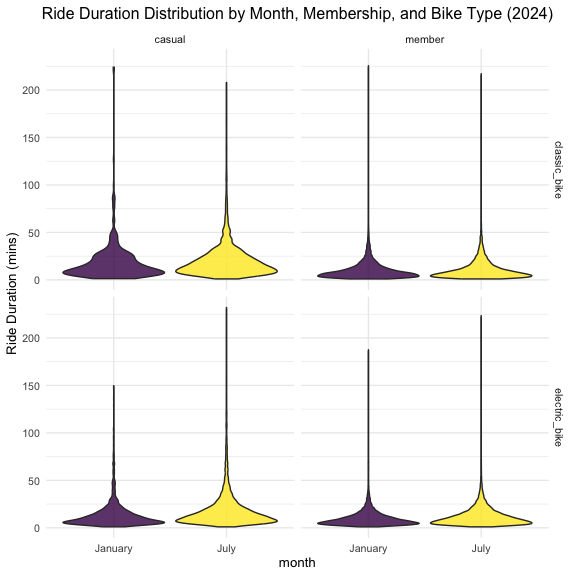 Ride Duration Distribution by Month, Membership, and Bike Type (2024)
casual
member
200
150
100
50
0
classic_bike
Ride Duration (mins)
200
150
100
50
0
electric_bike
January
July
January
July
month